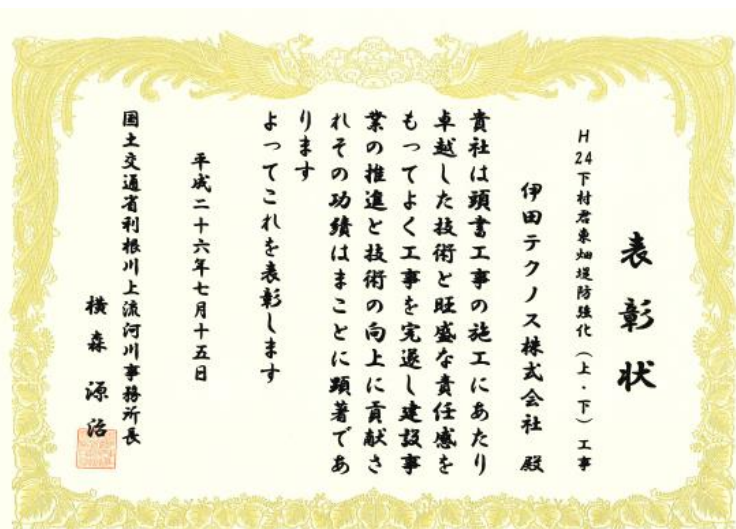 表彰状
H24下村君東畑堤防強化（上・下）工事
伊田テクノス株式会社 殿
貴社は頭書工事の施工にあたり
卓越した技術と旺盛な責任感を
もってよく工事を完遂し建設事
業の推進と技術の向上に貢献さ
れその功績はまことに顕著であ
ります
よってこれを表彰します
平成二十六年七月十五日
国土交通省利根川上流河川事務所長
横森 源治